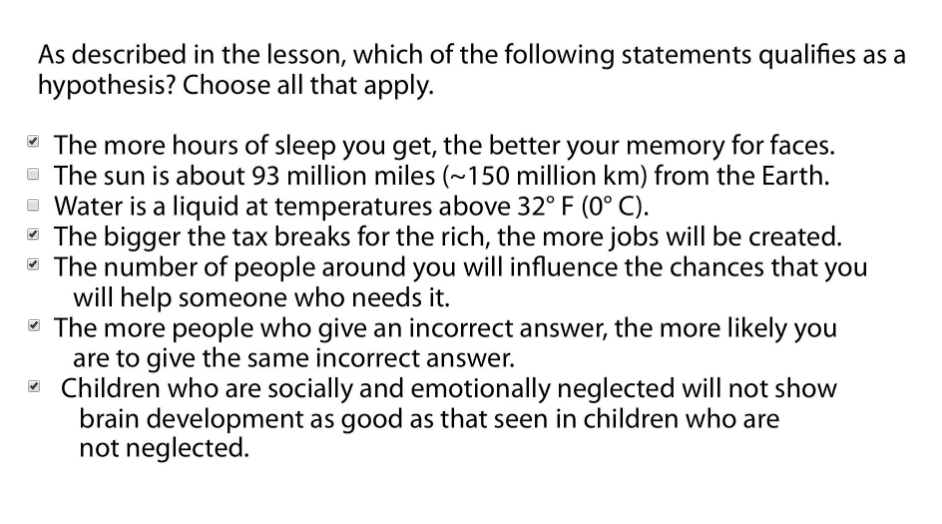 As described in the lesson, which of the following statements qualifies as a
hypothesis? Choose all that apply.
The more hours of sleep you get, the better your memory for faces.
The sun is about 93 million miles (~150 million km) from the Earth.
Water is a liquid at temperatures above 32° F (0° C).
The bigger the tax breaks for the rich, the more jobs will be created.
The number of people around you will influence the chances that you
will help someone who needs it.
The more people who give an incorrect answer, the more likely you
are to give the same incorrect answer.
Children who are socially and emotionally neglected will not show
brain development as good as that seen in children who are
not neglected.